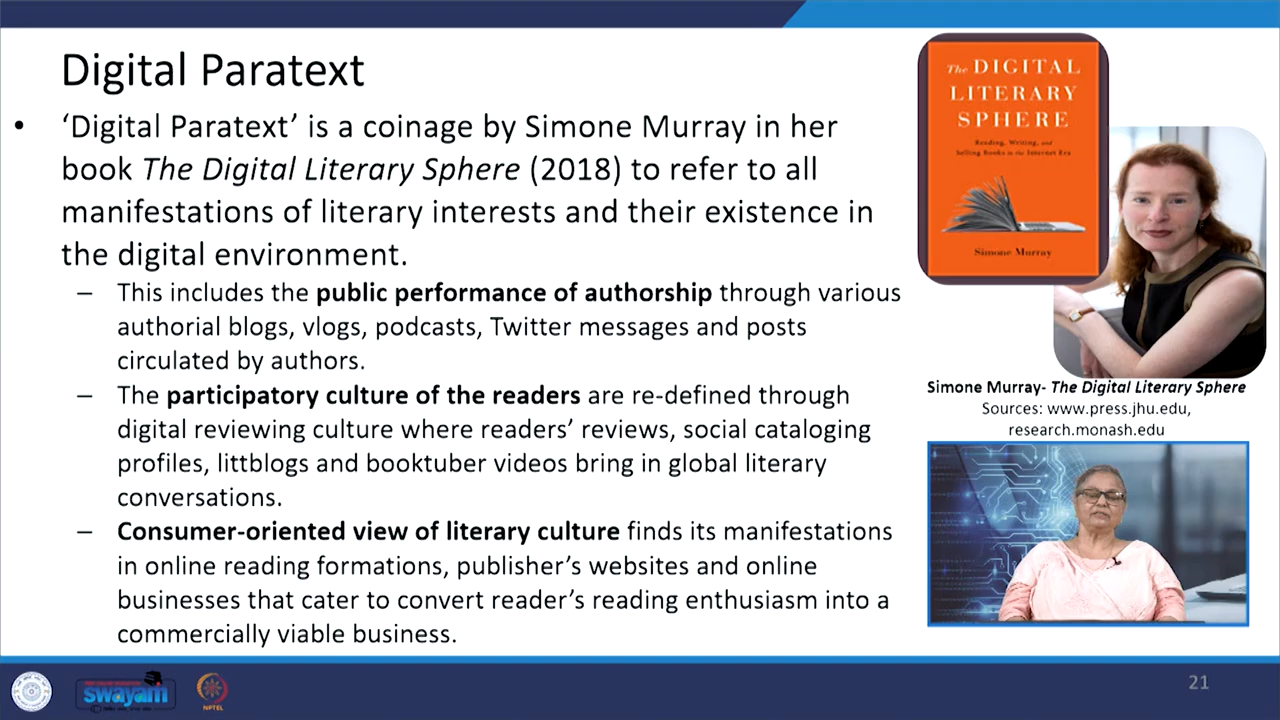 Digital Paratext
• ‘Digital Paratext’ is a coinage by Simone Murray in her
book The Digital Literary Sphere (2018) to refer to all
manifestations of literary interests and their existence in
the digital environment.
– This includes the public performance of authorship through various
authorial blogs, vlogs, podcasts, Twitter messages and posts
circulated by authors.
– The participatory culture of the readers are re-defined through
digital reviewing culture where readers’ reviews, social cataloging
profiles, littblogs and booktuber videos bring in global literary
conversations.
– Consumer-oriented view of literary culture finds its manifestations
in online reading formations, publisher’s websites and online
businesses that cater to convert reader’s reading enthusiasm into a
commercially viable business.
The DIGITAL
LITERARY
SPHERE
Reading, Writing, and
Selling Books in the Internet Era
Simone Murray
Simone Murray- The Digital Literary Sphere
Sources: www.press.jhu.edu,
research.monash.edu
swayam
NPTEL
21